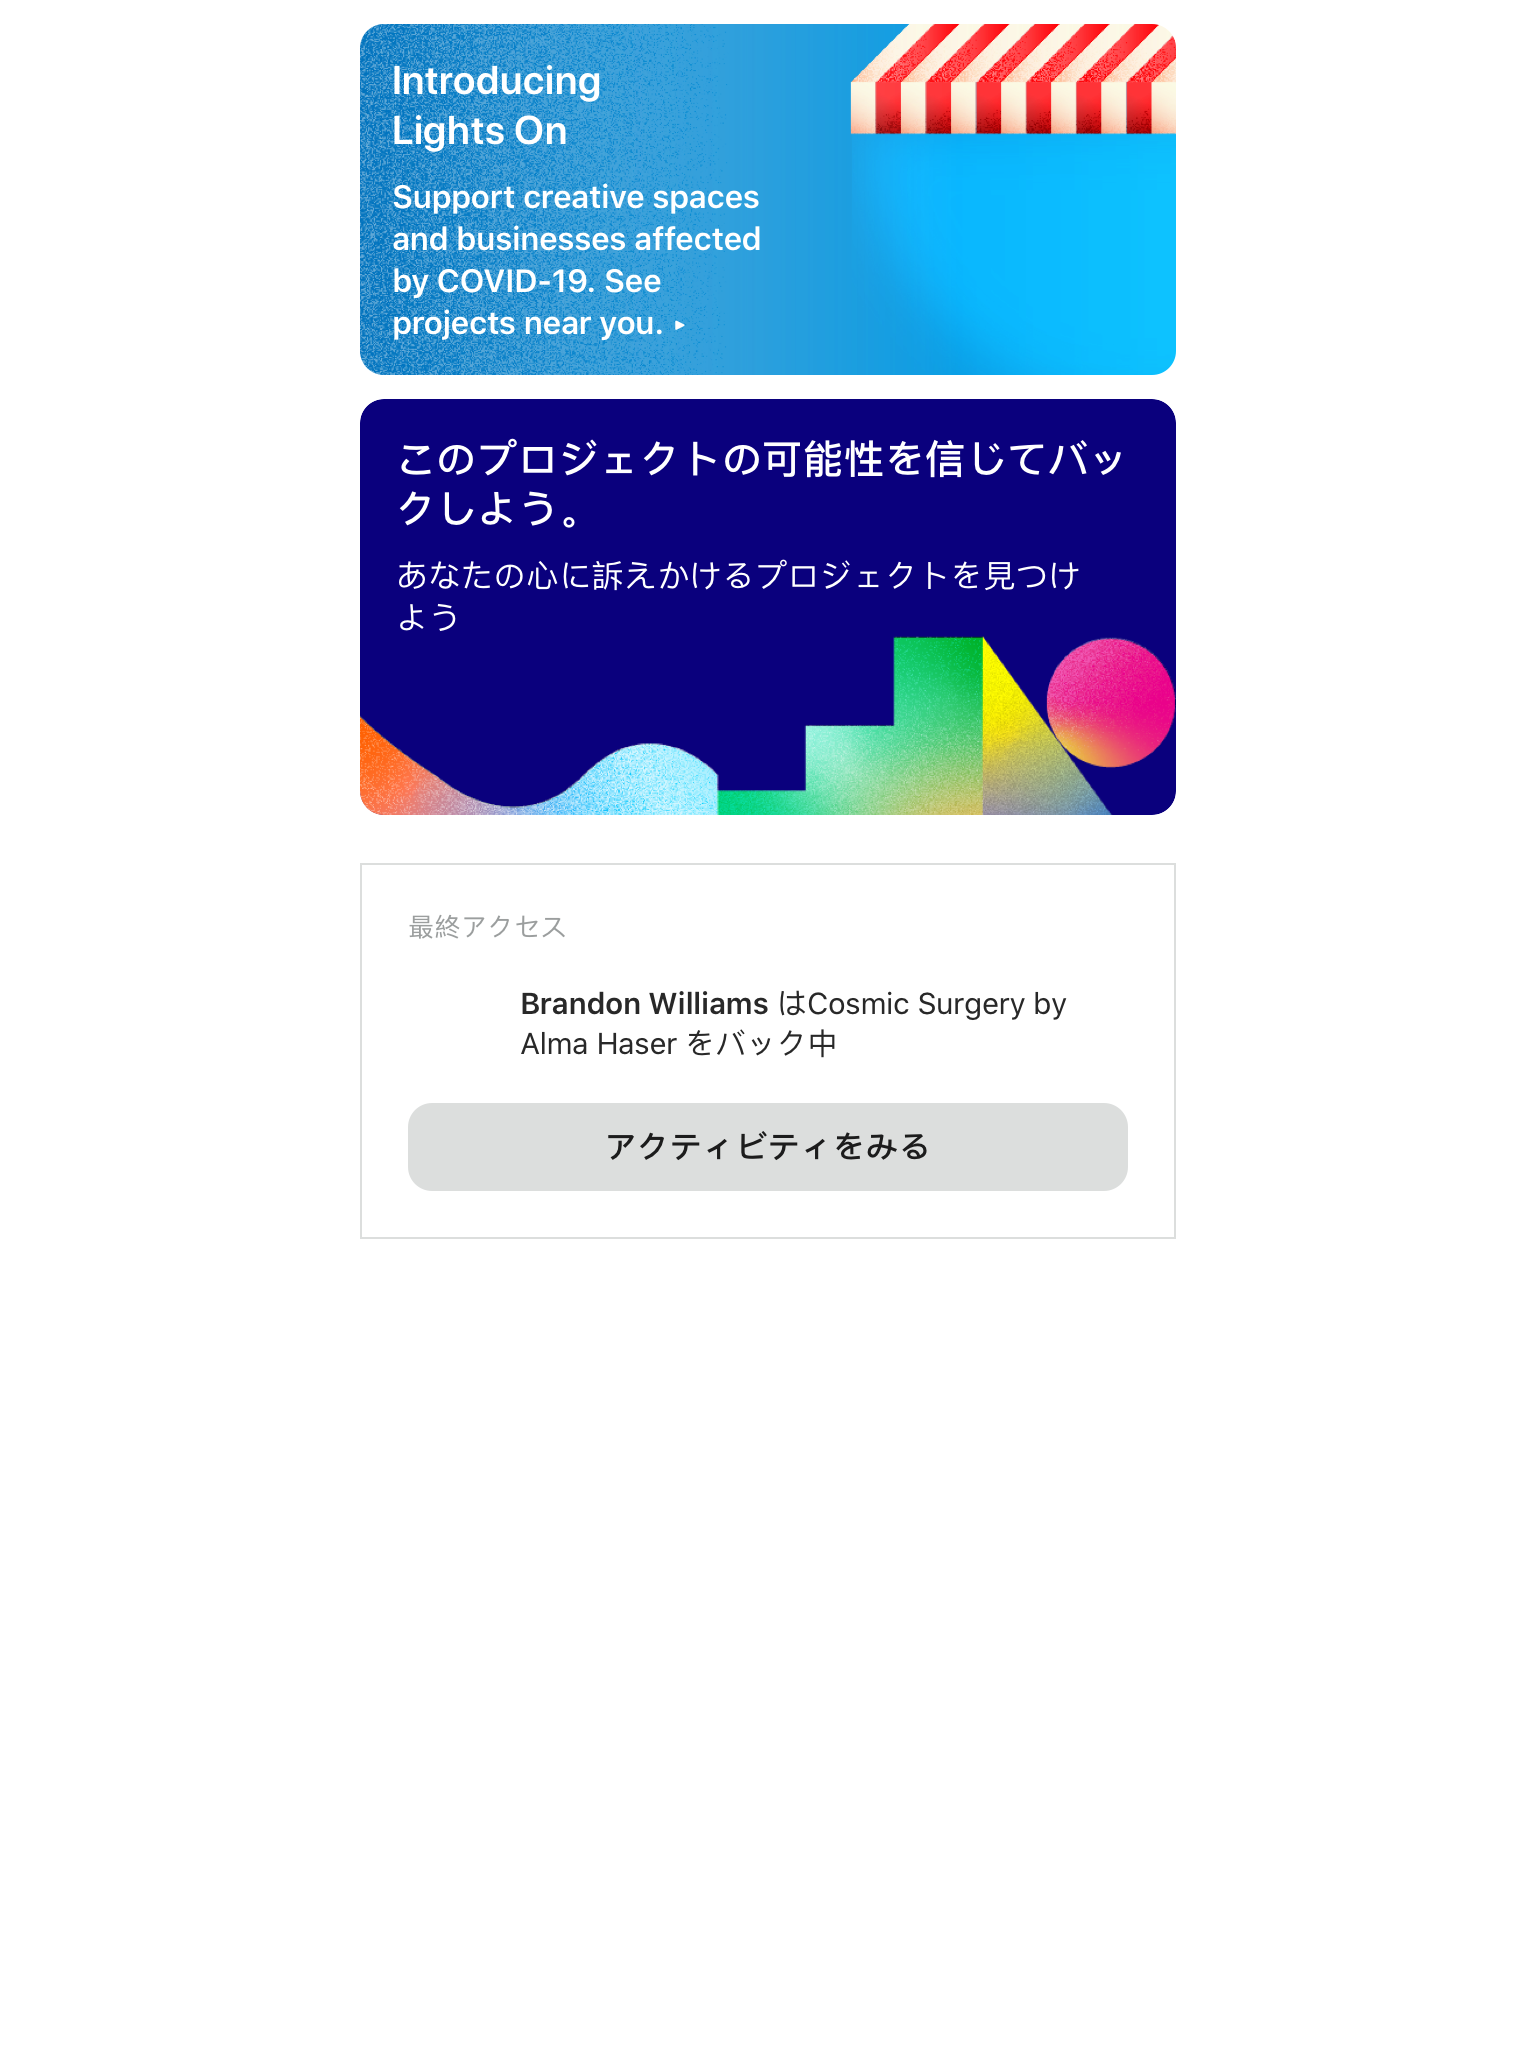 Introducing
Lights On
Support creative spaces
and businesses affected
by COVID-19. See
projects near you. ▸
このプロジェクトの可能性を信じてバッ
クしよう。
あなたの心に訴えかけるプロジェクトを見つけ
よう
最終アクセス
Brandon Williams はCosmic Surgery by
Alma Haser をバック中
アクティビティをみる